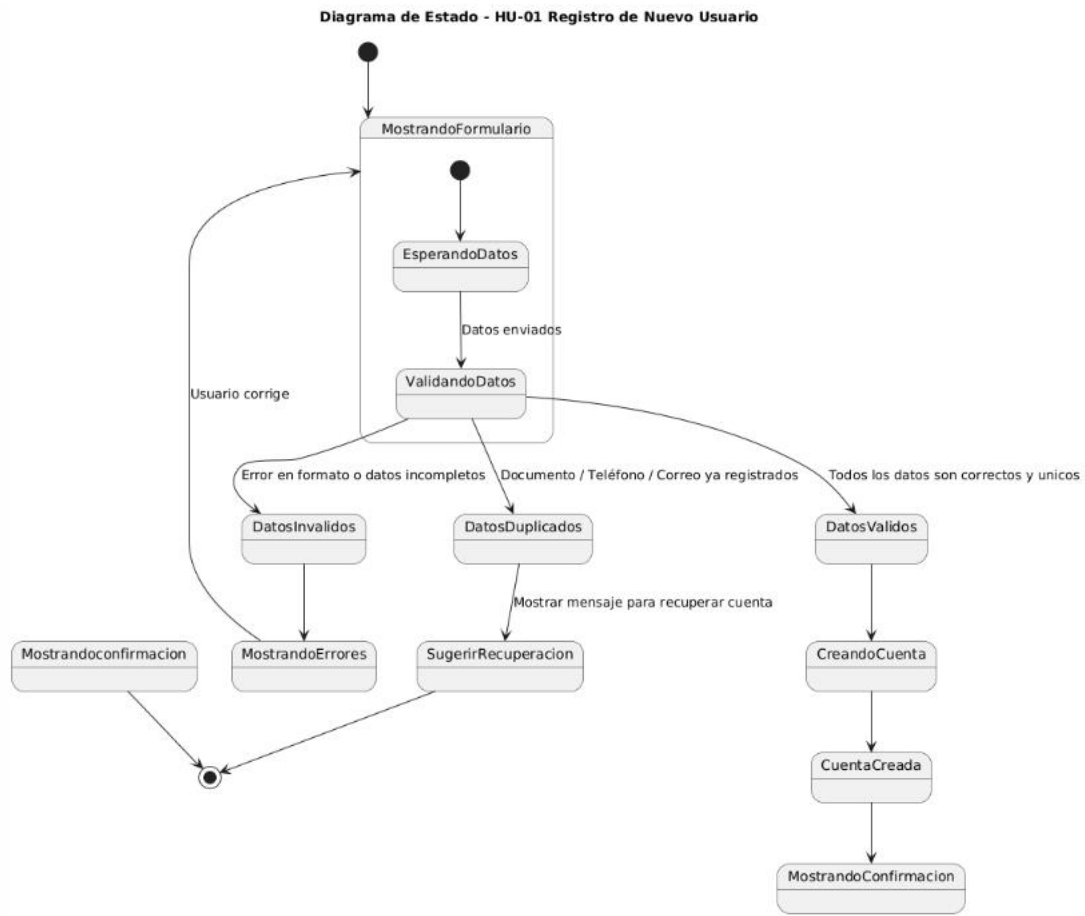 Diagrama de Estado - HU-01 Registro de Nuevo Usuario
MostrandoFormulario
EsperandoDatos
Datos enviados
ValidandoDatos
Usuario corrige
Error en formato o datos incompletos
Documento / Teléfono / Correo ya registrados
Todos los datos son correctos y unicos
DatosInvalidos
DatosDuplicados
DatosValidos
Mostrar mensaje para recuperar cuenta
Mostrandoconfirmacion
MostrandoErrores
SugerirRecuperacion
CreandoCuenta
CuentaCreada
MostrandoConfirmacion